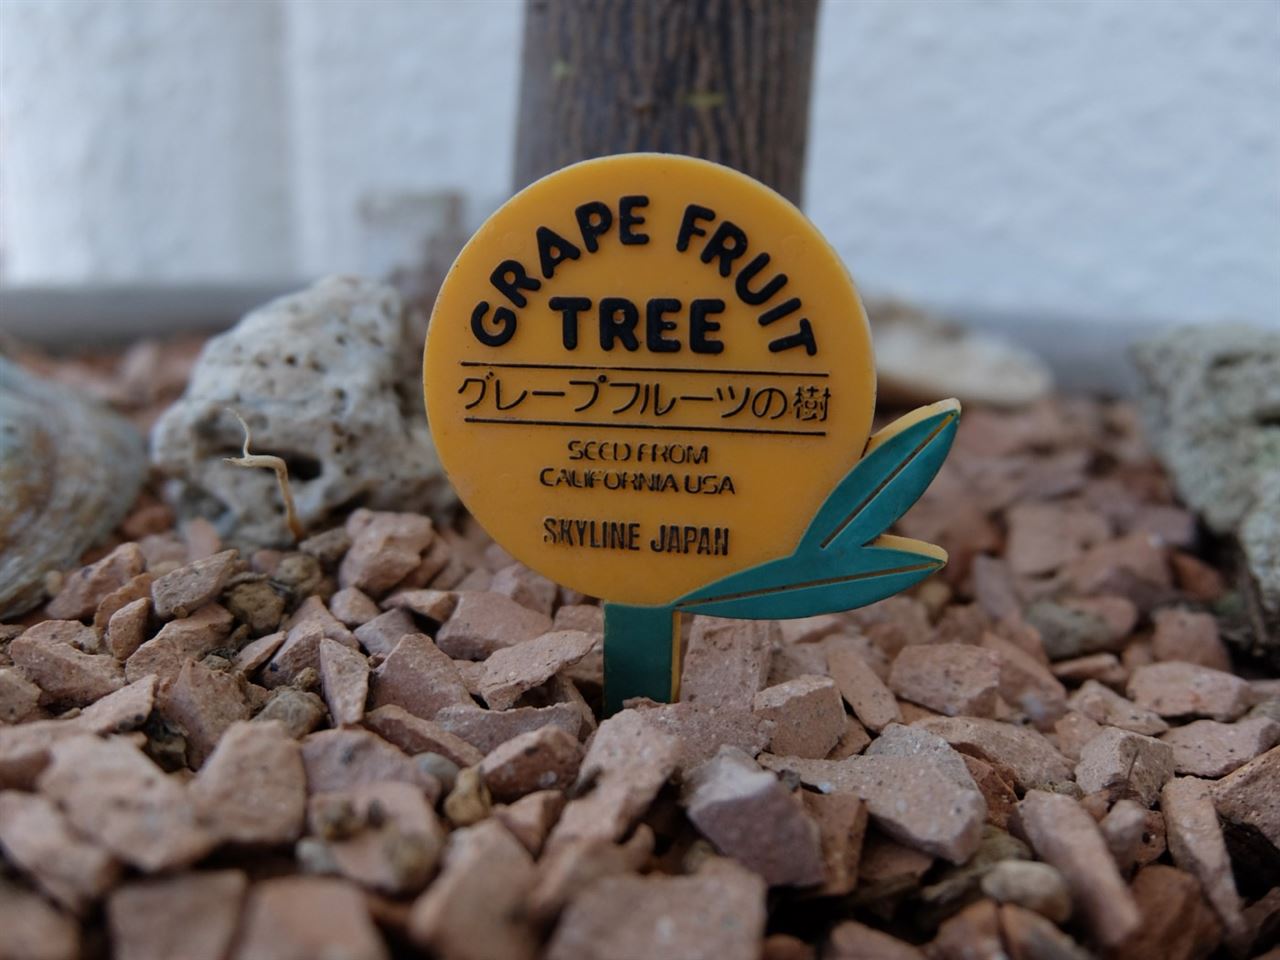 GRAPE FRUIT
TREE
グレープフルーツの樹
SEED FROM
CALIFORNIA USA
SKYLINE JAPAN